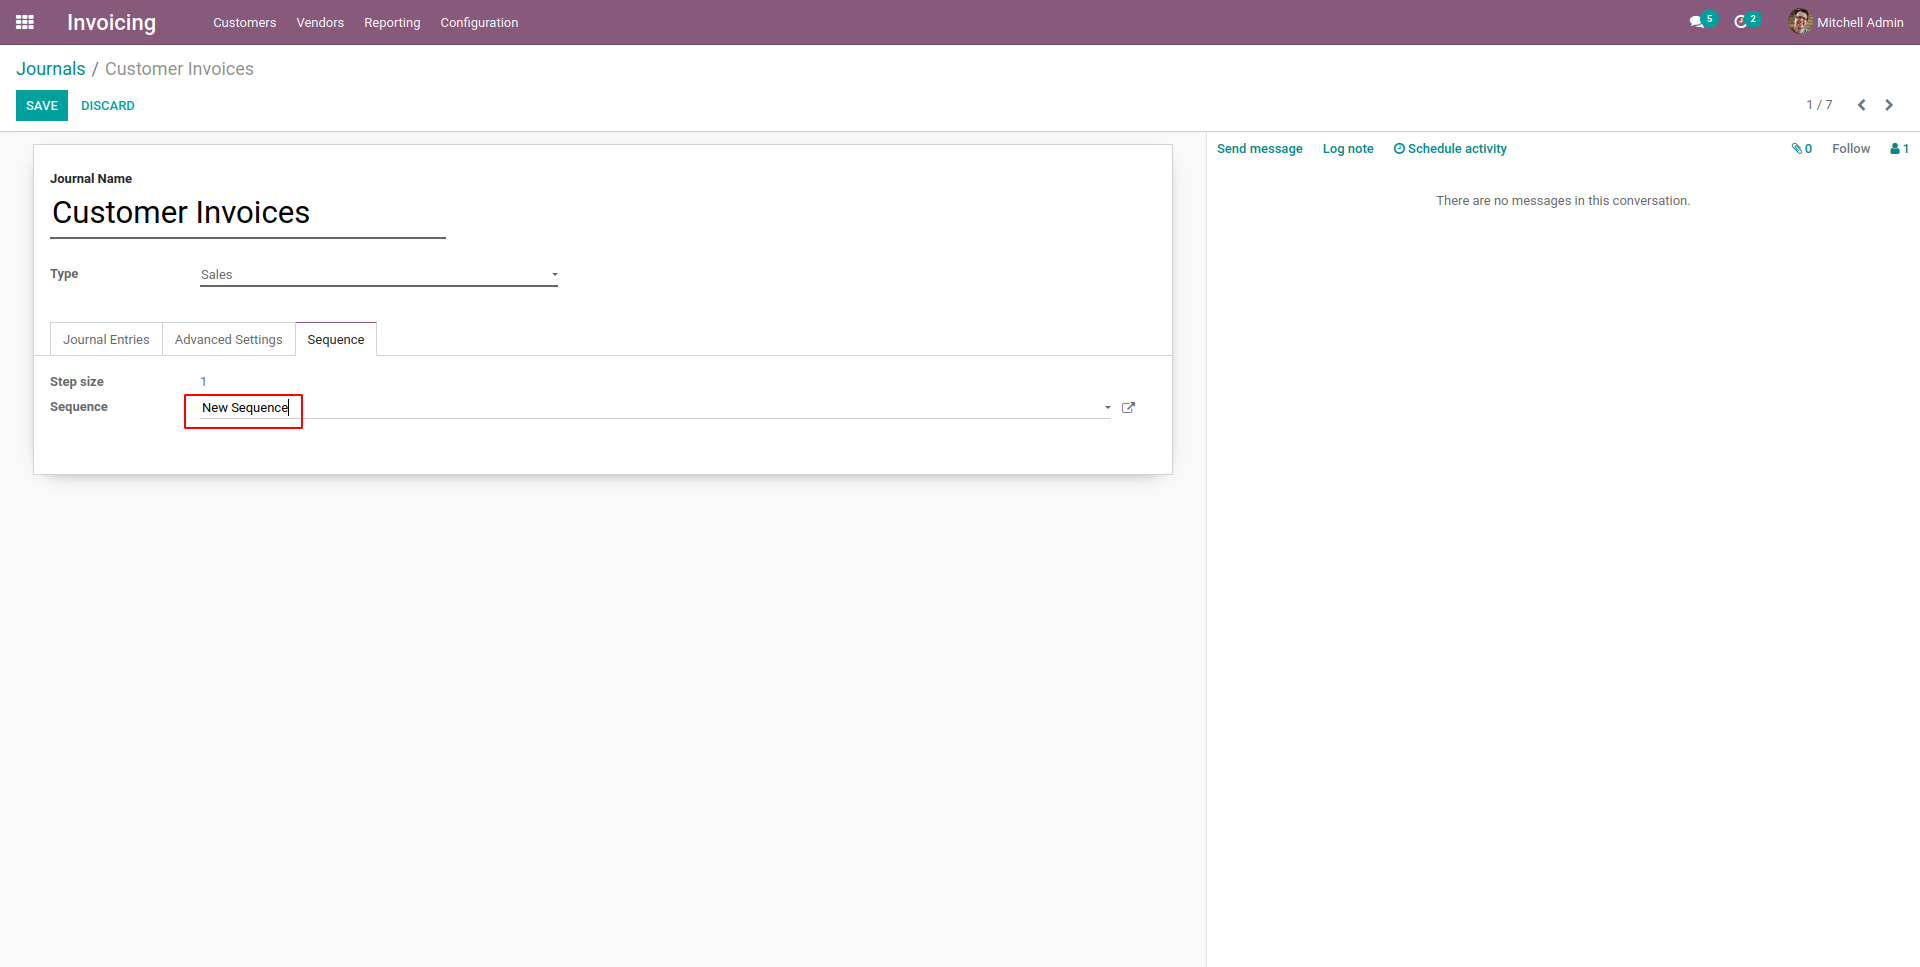 Invoicing Customers Vendors Reporting Configuration 5 2 Mitchell Admin
Journals / Customer Invoices
SAVE DISCARD 1 / 7
Send message Log note Schedule activity 0 Follow 1
There are no messages in this conversation.
Journal Name
Customer Invoices
Type Sales
Journal Entries Advanced Settings Sequence
Step size 1
Sequence New Sequence